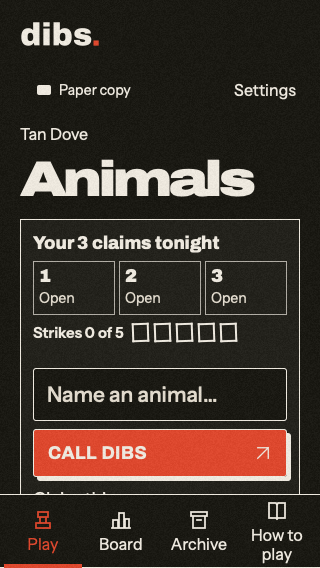 dibs.
Paper copy
Settings
Tan Dove
Animals
Your 3 claims tonight
1
2
3
Open
Open
Open
Strikes 0 of 5
Name an animal...
CALL DIBS
Play
Board
Archive
How to
play